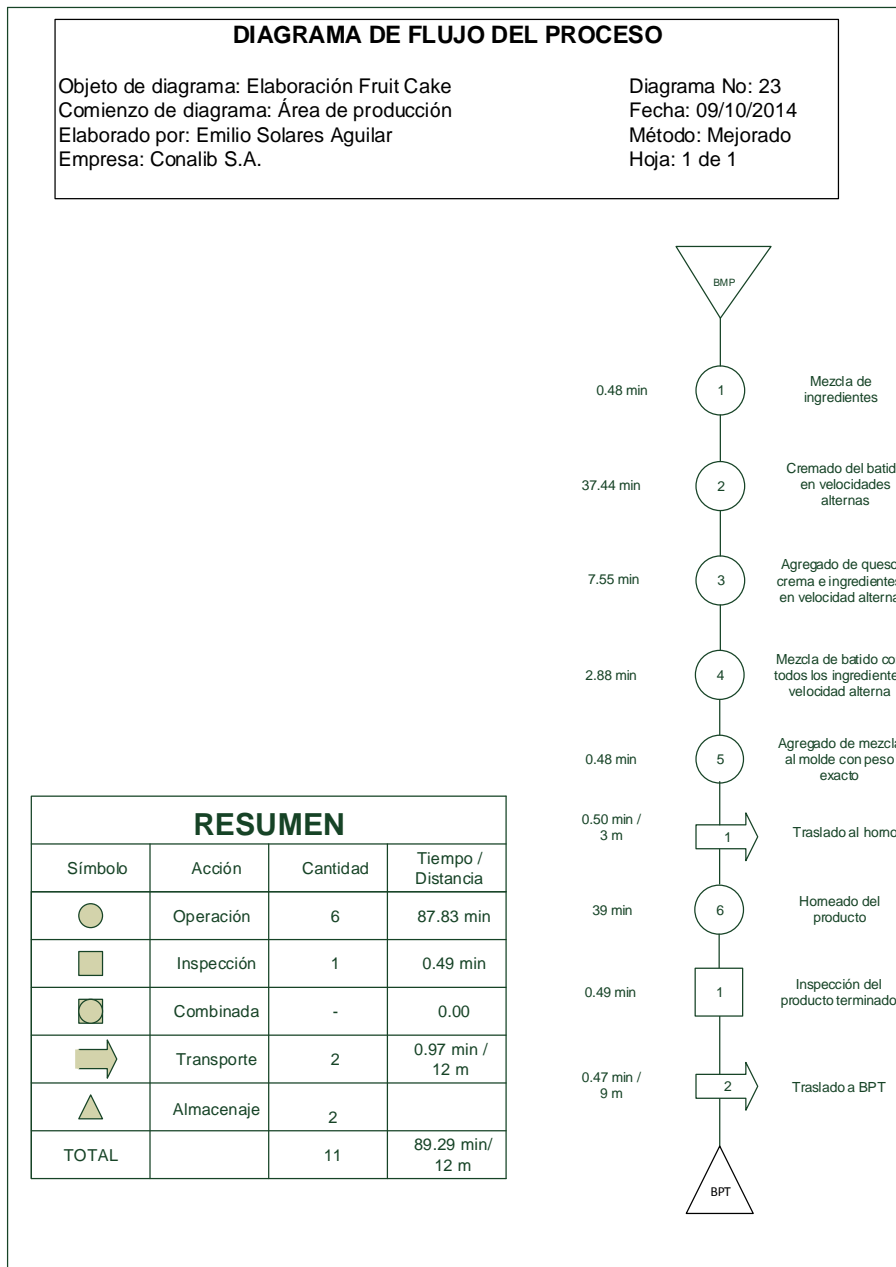 DIAGRAMA DE FLUJO DEL PROCESO
Objeto de diagrama: Elaboración Fruit Cake
Diagrama No: 23
Comienzo de diagrama: Área de producción
Fecha: 09/10/2014
Elaborado por: Emilio Solares Aguilar
Método: Mejorado
Empresa: Conalib S.A.
Hoja: 1 de 1
BMP
0.48 min
1
Mezcla de
ingredientes
37.44 min
2
Cremado del batid
en velocidades
alternas
7.55 min
3
Agregado de queso
crema e ingredientes
en velocidad alterna
2.88 min
4
Mezcla de batido co
todos los ingrediente
velocidad alterna
0.48 min
5
Agregado de mezcla
al molde con peso
exacto
0.50 min /
3 m
1
Traslado al horno
39 min
6
Horneado del
producto
0.49 min
1
Inspección del
producto terminado
0.47 min /
9 m
2
Traslado a BPT
BPT
RESUMEN
Símbolo
Acción
Cantidad
Tiempo /
Distancia
Operación
6
87.83 min
Inspección
1
0.49 min
Combinada
-
0.00
Transporte
2
0.97 min /
12 m
Almacenaje
2
TOTAL
11
89.29 min/
12 m